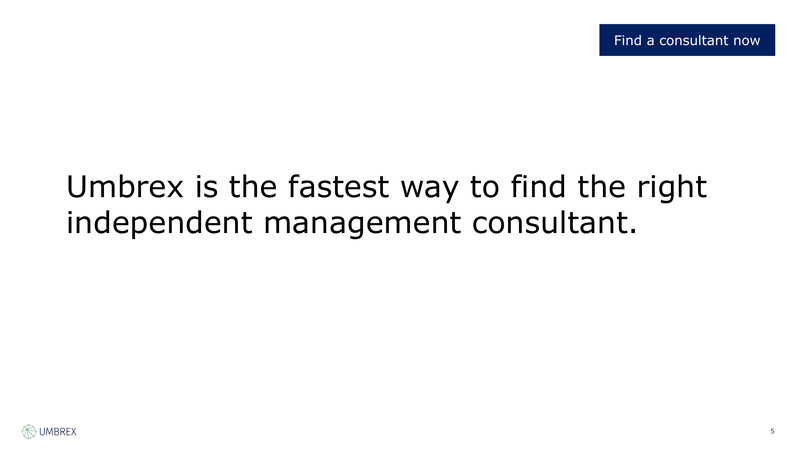 Find a consultant now
Umbrex is the fastest way to find the right
independent management consultant.
UMBREX
5